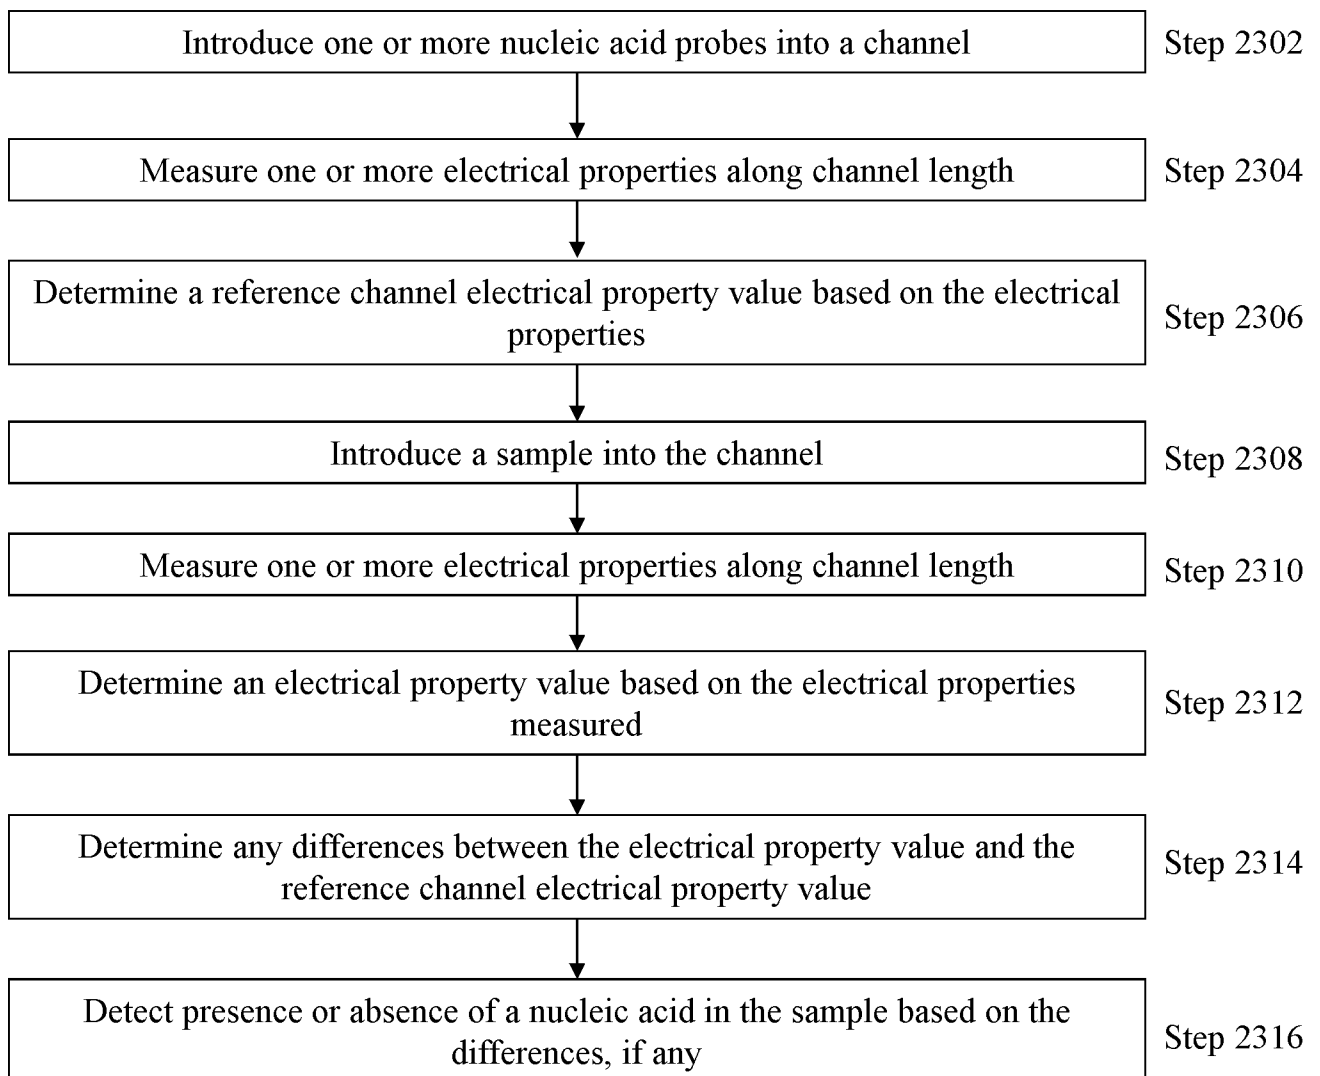 Introduce one or more nucleic acid probes into a channel
Step 2302
Measure one or more electrical properties along channel length
Step 2304
Determine a reference channel electrical property value based on the electrical
properties
Step 2306
Introduce a sample into the channel
Step 2308
Measure one or more electrical properties along channel length
Step 2310
Determine an electrical property value based on the electrical properties
measured
Step 2312
Determine any differences between the electrical property value and the
reference channel electrical property value
Step 2314
Detect presence or absence of a nucleic acid in the sample based on the
differences, if any
Step 2316